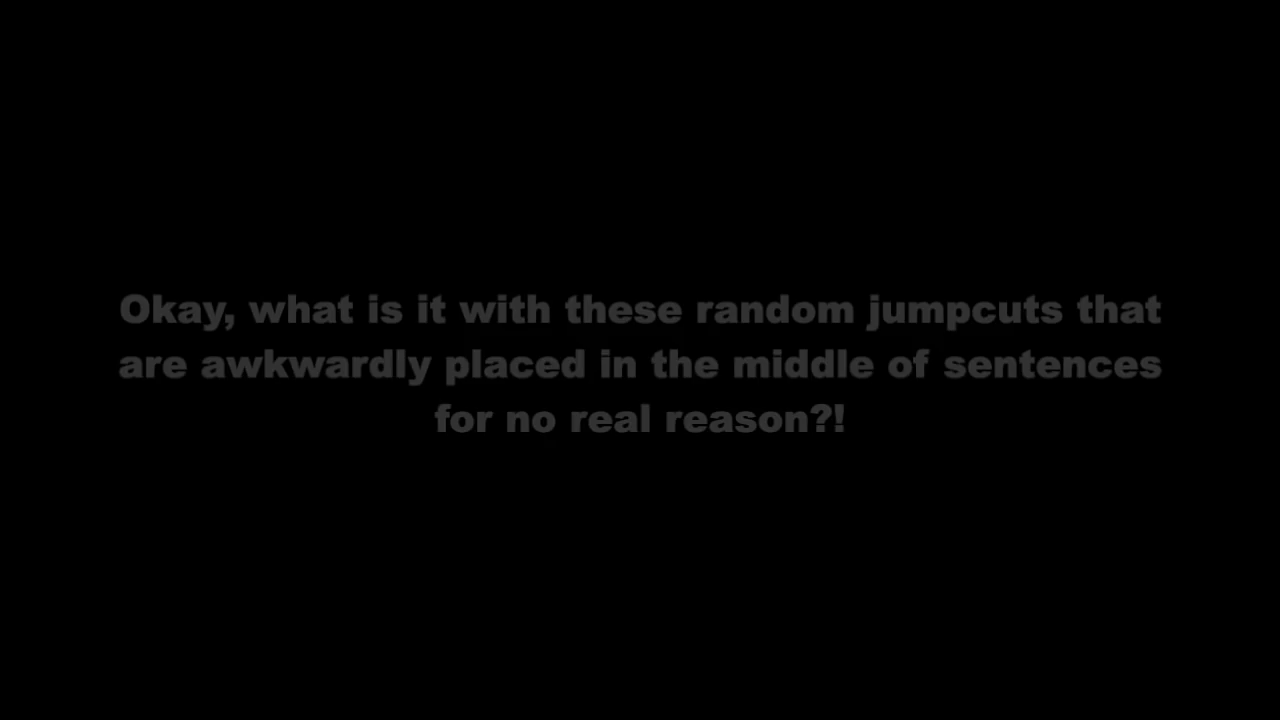 Okay, what is it with these random jumpcuts that
are awkwardly placed in the middle of sentences
for no real reason?!